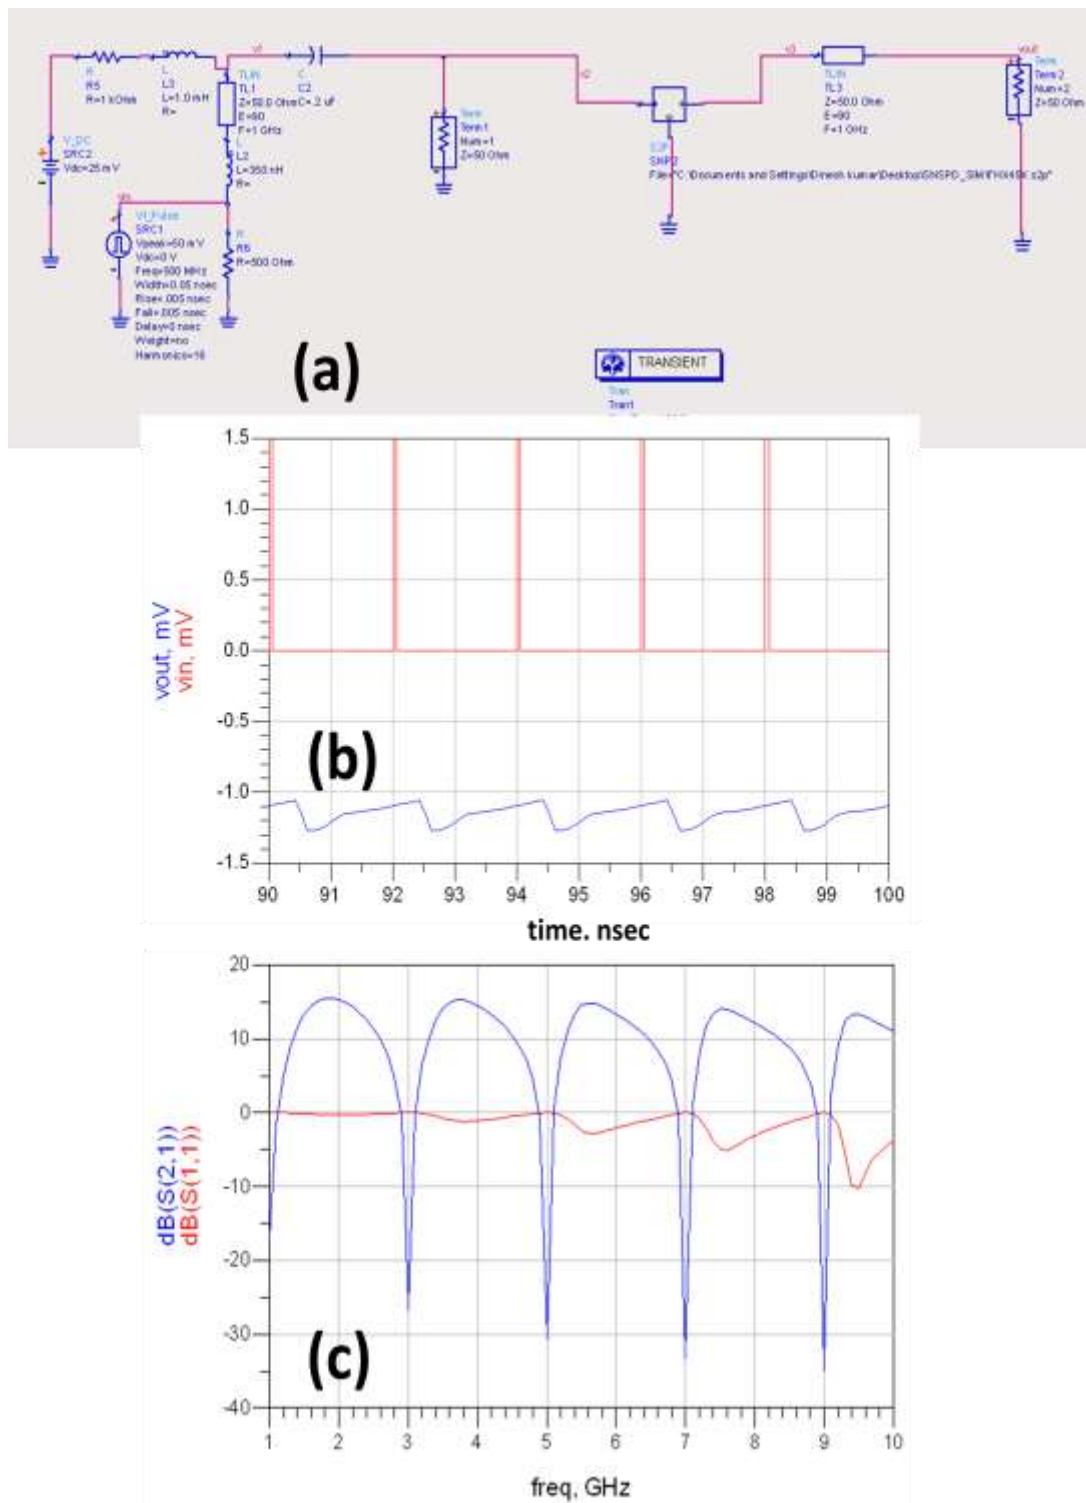 R
R5
R=1 kOhm
L
L3
L=1.0 mH
R=
v1
TLIN
TL1
Z=50.0 Ohm
E=90
F=1 GHz
C
C2
C=.2 uF
V_DC
SRC2
Vdc=25 mV
L
L2
L=350 nH
R=
vin
Vf_Pulse
SRC1
Vpeak=50 mV
Vdc=0 V
Freq=500 MHz
Width=0.05 nsec
Rise=.005 nsec
Fall=.005 nsec
Delay=0 nsec
Weight=no
Harmonics=16
R
R6
R=500 Ohm
Term
Term1
Num=1
Z=50 Ohm
v2
S2P
v3
TLIN
TL3
Z=50.0 Ohm
E=90
F=1 GHz
vout
Term
Term2
Num=2
Z=50 Ohm
(a)
TRANSIENT
Tran
Tran1
1.5
1.0
0.5
0.0
-0.5
-1.0
-1.5
vout, mV
vin, mV
(b)
90 91 92 93 94 95 96 97 98 99 100
time. nsec
20
10
0
-10
-20
-30
-40
dB(S(2,1))
dB(S(1,1))
(c)
1 2 3 4 5 6 7 8 9 10
freq, GHz